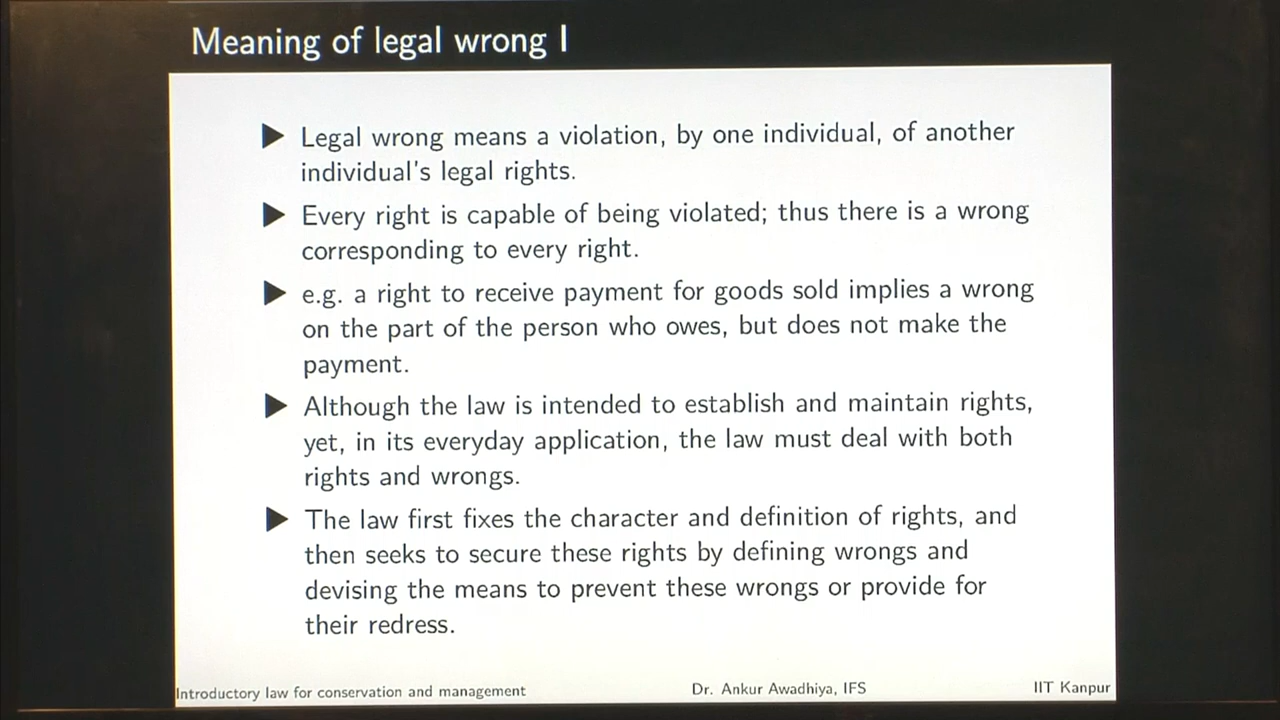 Meaning of legal wrong I
Legal wrong means a violation, by one individual, of another
individual's legal rights.
Every right is capable of being violated; thus there is a wrong
corresponding to every right.
e.g. a right to receive payment for goods sold implies a wrong
on the part of the person who owes, but does not make the
payment.
Although the law is intended to establish and maintain rights,
yet, in its everyday application, the law must deal with both
rights and wrongs.
The law first fixes the character and definition of rights, and
then seeks to secure these rights by defining wrongs and
devising the means to prevent these wrongs or provide for
their redress.
Introductory law for conservation and management Dr. Ankur Awadhiya, IFS IIT Kanpur